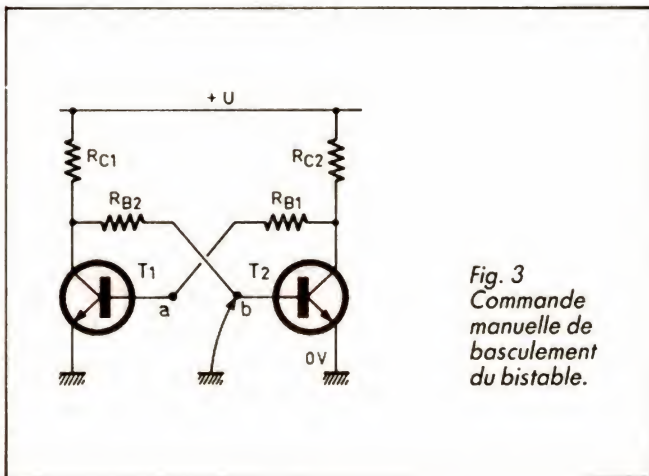 + U
RC1
RC2
RB2
RB1
T1
T2
a
b
0V
Fig. 3
Commande
manuelle de
basculement
du bistable.